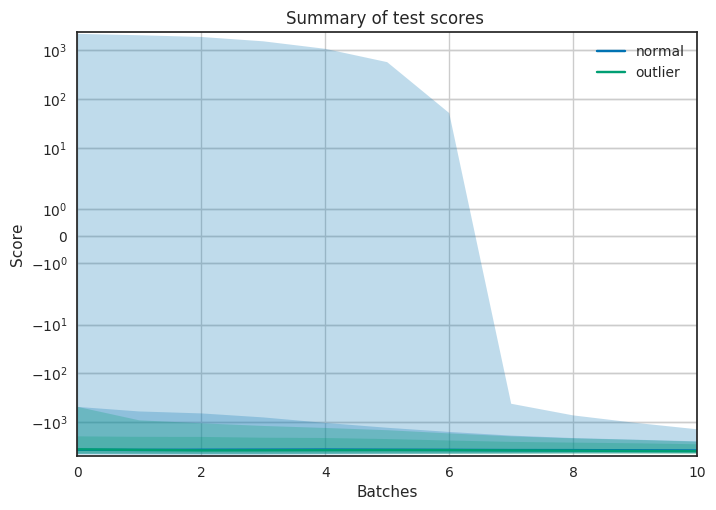 Summary of test scores
normal
outlier
Score
10³
10²
10¹
10⁰
0
−10⁰
−10¹
−10²
−10³
0 2 4 6 8 10
Batches